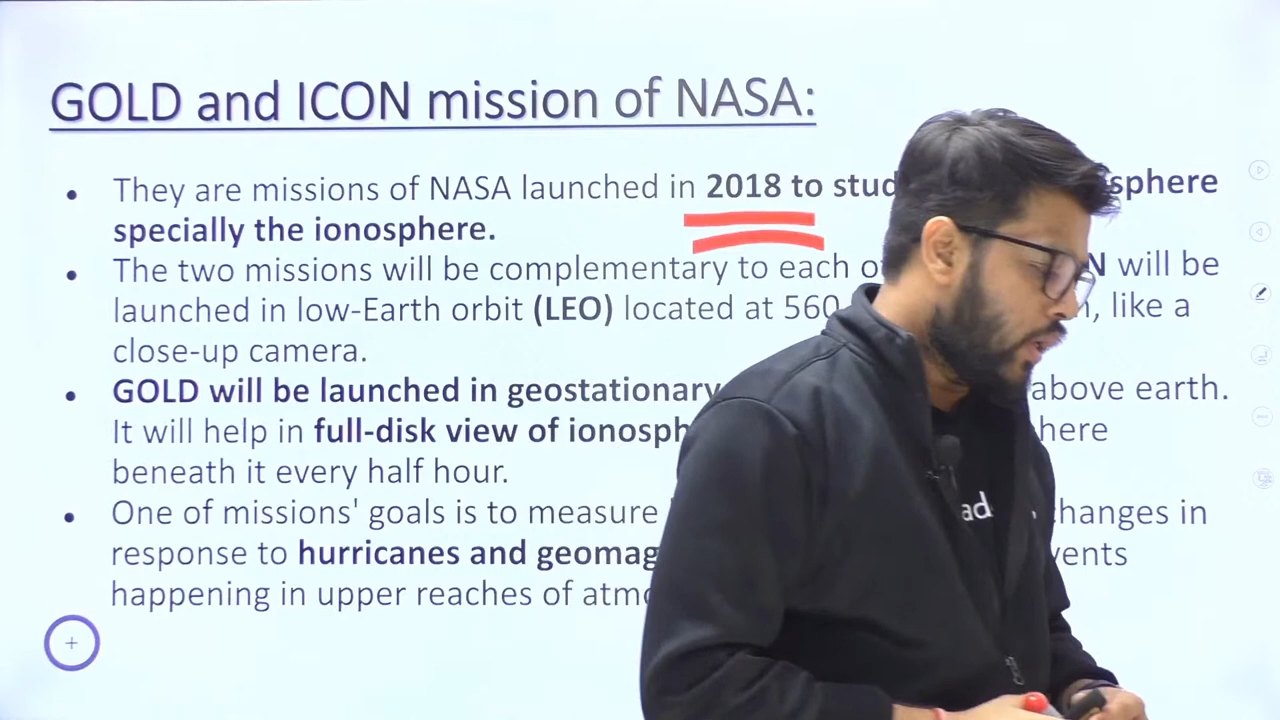 GOLD and ICON mission of NASA:
• They are missions of NASA launched in 2018 to stud sphere
specially the ionosphere.
• The two missions will be complementary to each o N will be
launched in low-Earth orbit (LEO) located at 560 , like a
close-up camera.
• GOLD will be launched in geostationary above earth.
It will help in full-disk view of ionosph here
beneath it every half hour.
• One of missions' goals is to measure changes in
response to hurricanes and geomag vents
happening in upper reaches of atmo
ad